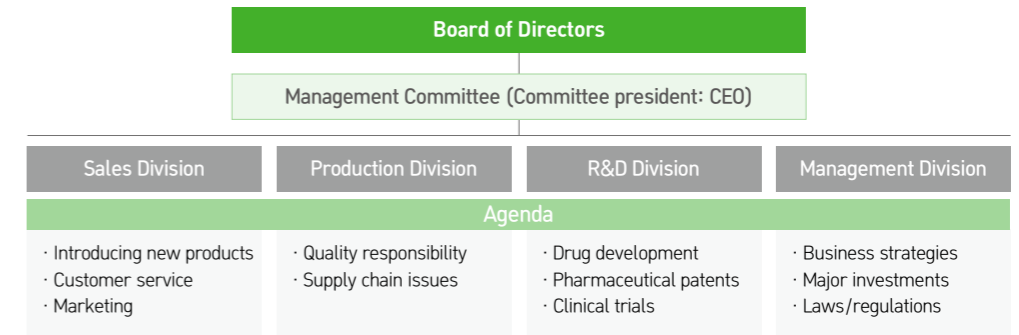 Board of Directors
Management Committee (Committee president: CEO)
Sales Division
Production Division
R&D Division
Management Division
Agenda
· Introducing new products
· Customer service
· Marketing
· Quality responsibility
· Supply chain issues
· Drug development
· Pharmaceutical patents
· Clinical trials
· Business strategies
· Major investments
· Laws/regulations